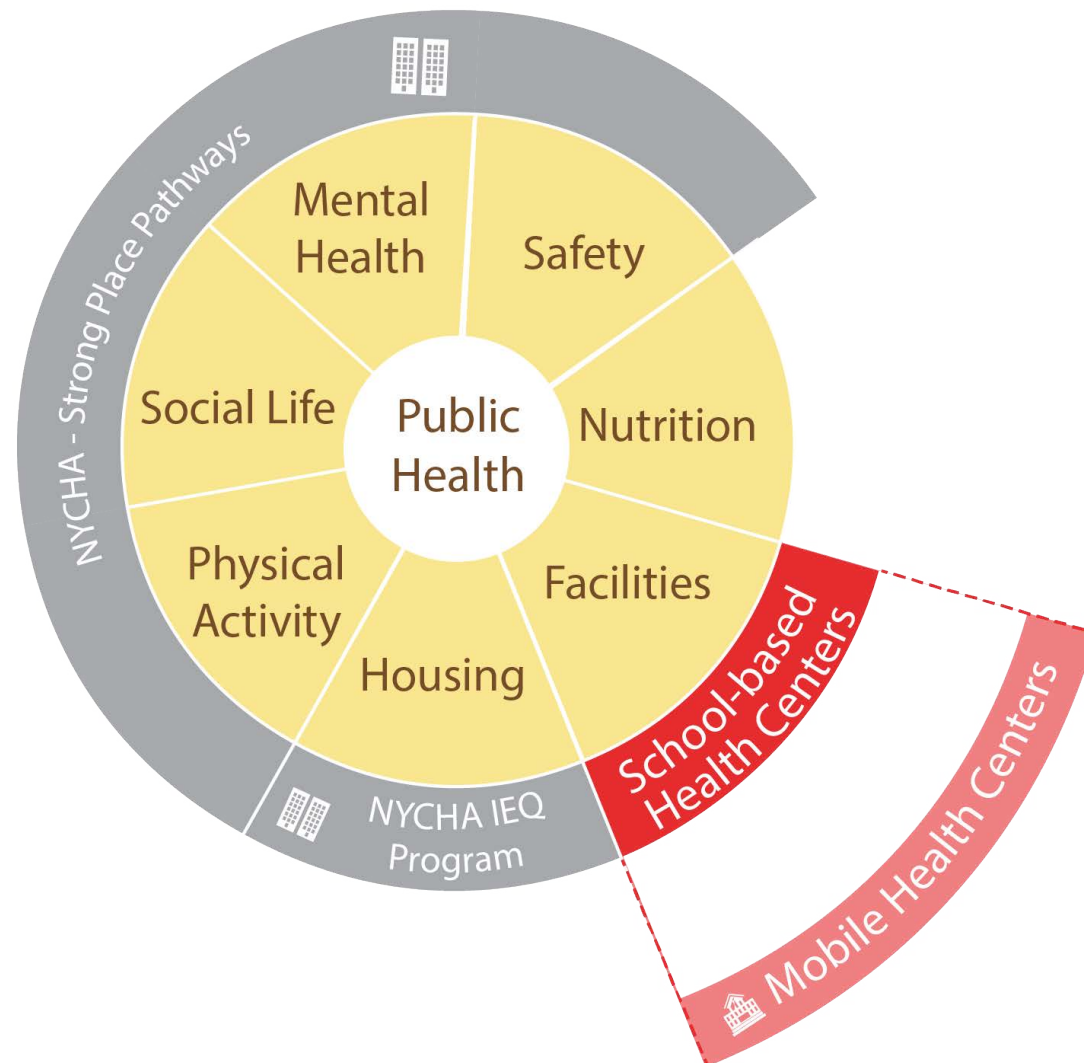 NYCHA - Strong Place Pathways
Mental
Health
Safety
Social Life
Public
Health
Nutrition
Physical
Activity
Facilities
Housing
School-based
Health Centers
NYCHA IEQ
Program
Mobile Health Centers